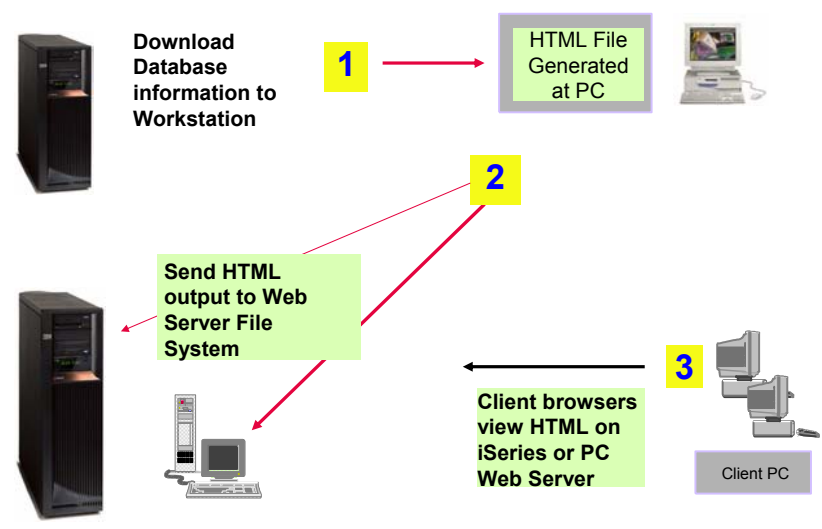 Download
Database
information to
Workstation
1
HTML File
Generated
at PC
2
Send HTML
output to Web
Server File
System
3
Client browsers
view HTML on
iSeries or PC
Web Server
Client PC